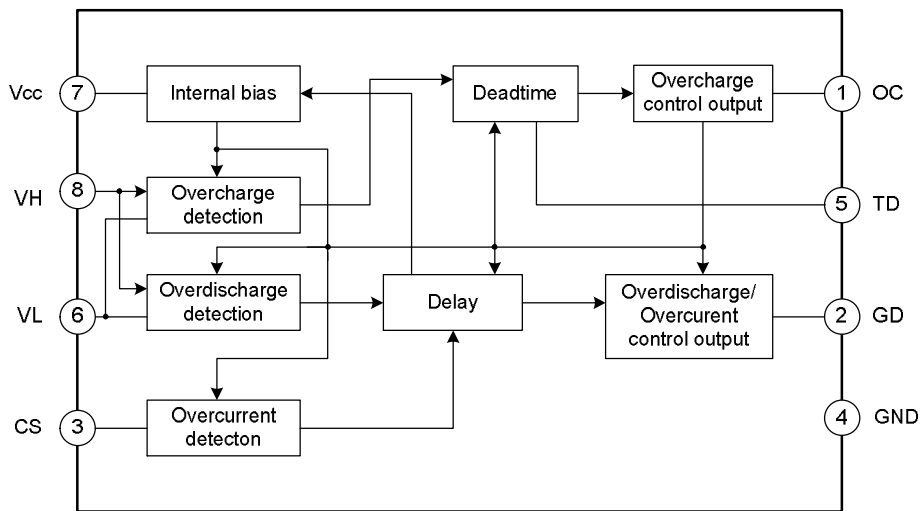 Vcc
7
Internal bias
Deadtime
Overcharge
control output
1
OC
VH
8
Overcharge
detection
5
TD
VL
6
Overdischarge
detection
Delay
Overdischarge/
Overcurent
control output
2
GD
CS
3
Overcurrent
detecton
4
GND